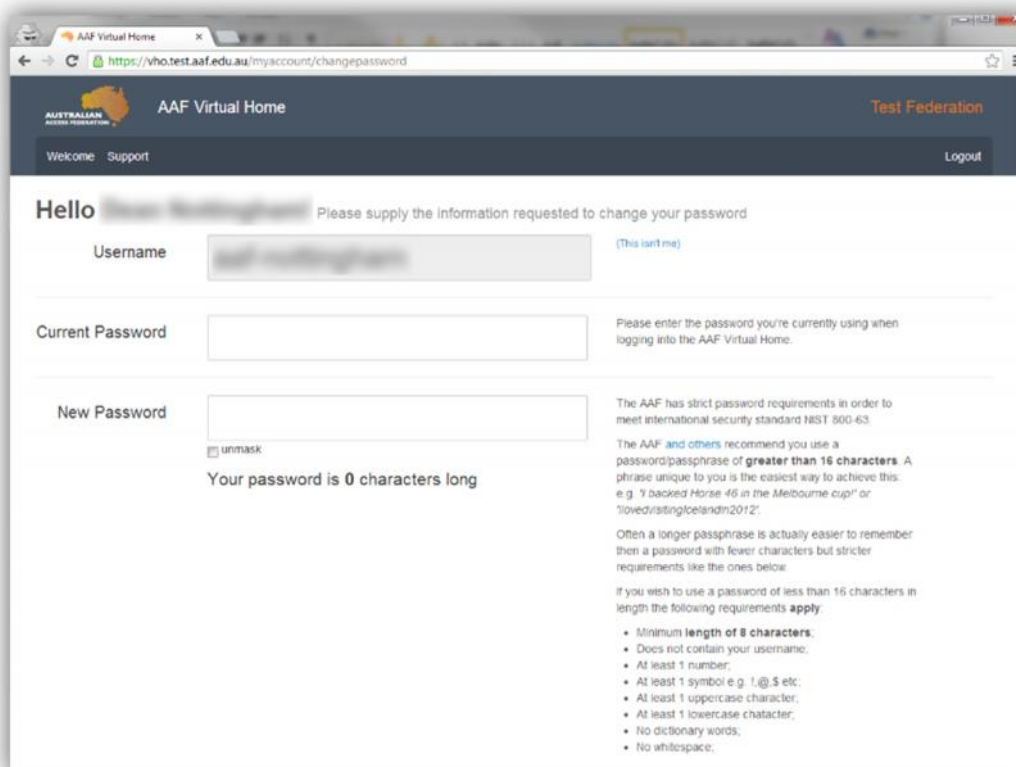 AAF Virtual Home
https://vho.test.aaf.edu.au/myaccount/changepassword
AUSTRALIAN
ACCESS FEDERATION
AAF Virtual Home
Test Federation
Welcome Support
Logout
Hello
Please supply the information requested to change your password
Username
(This isn't me)
Current Password
Please enter the password you're currently using when
logging into the AAF Virtual Home.
New Password
unmask
Your password is 0 characters long
The AAF has strict password requirements in order to
meet international security standard NIST 800-63.
The AAF and others recommend you use a
password/passphrase of greater than 16 characters. A
phrase unique to you is the easiest way to achieve this:
e.g. "I backed Horse 46 in the Melbourne cup!" or
"ilovedvisitingIcelandin2012".
Often a longer passphrase is actually easier to remember
then a password with fewer characters but stricter
requirements like the ones below.
If you wish to use a password of less than 16 characters in
length the following requirements apply:
• Minimum length of 8 characters;
• Does not contain your username;
• At least 1 number;
• At least 1 symbol e.g. !,@,$ etc;
• At least 1 uppercase character;
• At least 1 lowercase chatacter;
• No dictionary words;
• No whitespace;